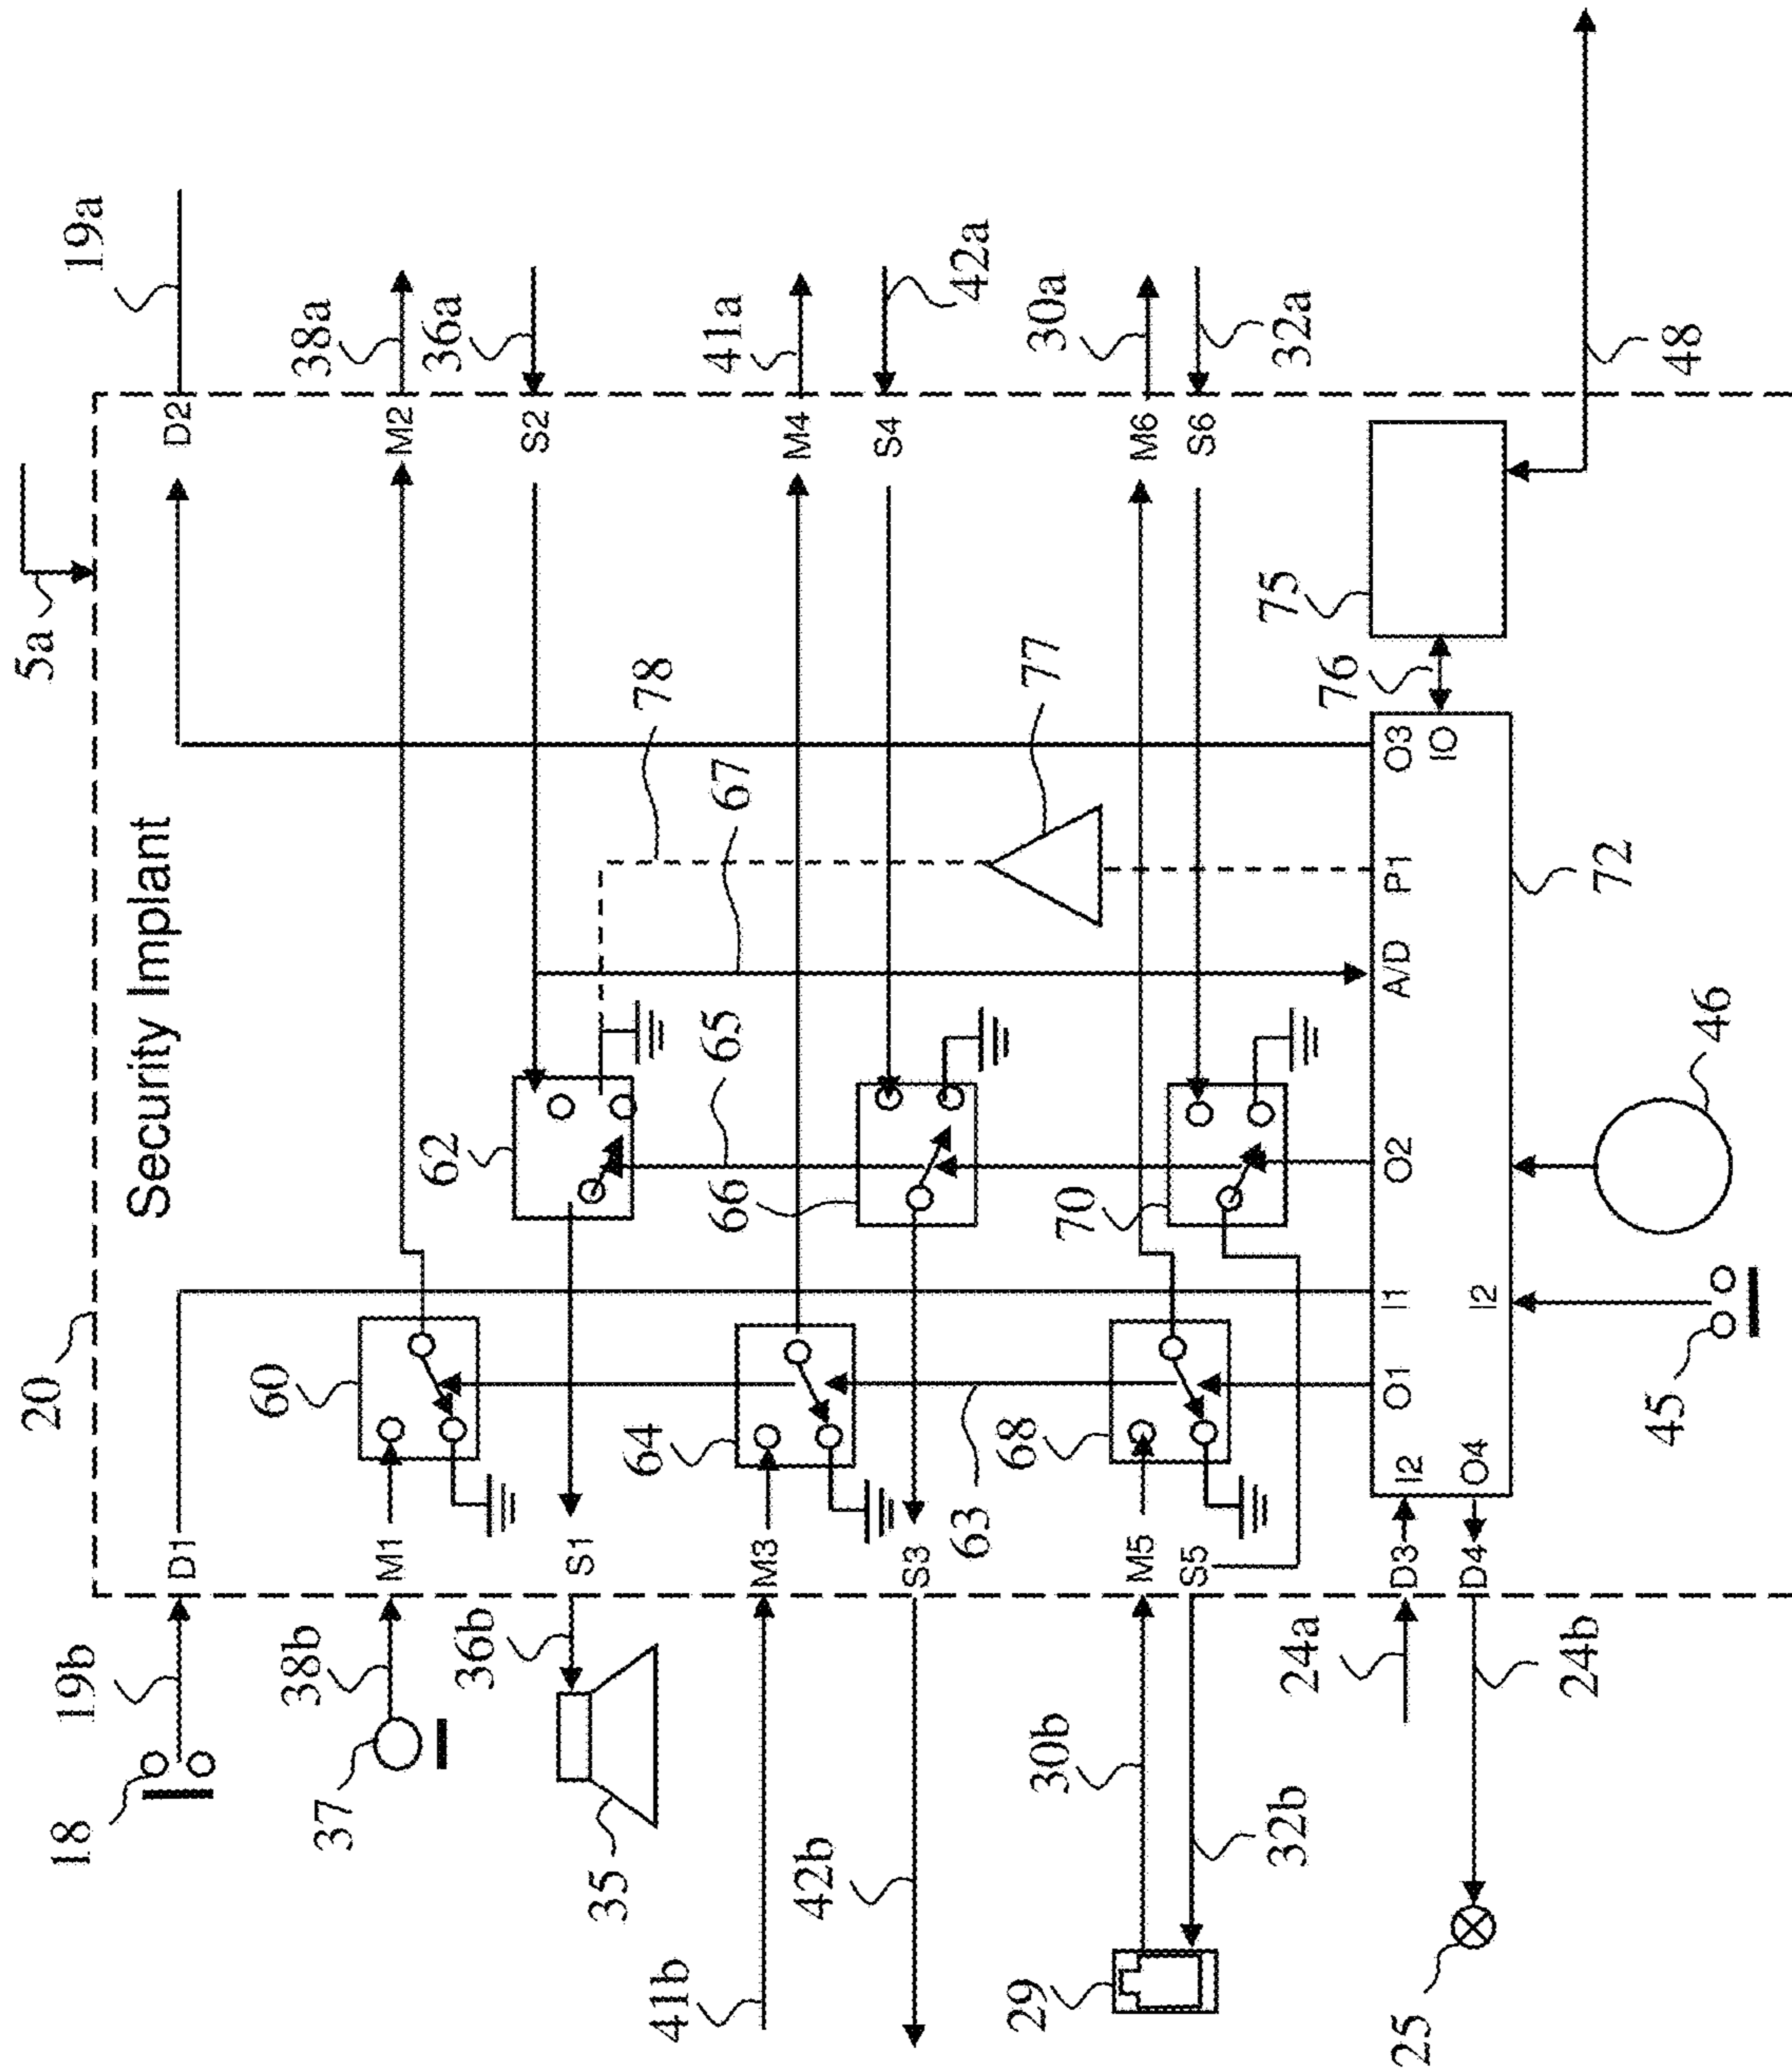 5a
20
Security Implant
18
19b
D1
D2
19a
37
38b
M1
60
M2
38a
35
36b
S1
62
S2
36a
78
67
65
41b
M3
64
M4
41a
42b
S3
66
S4
42a
63
77
29
30b
M5
68
M6
30a
32b
S5
70
S6
32a
24a
D3
I2
O1
I1
O2
A/D
P1
O3
IO
76
75
25
24b
D4
O4
I2
72
45
46
48